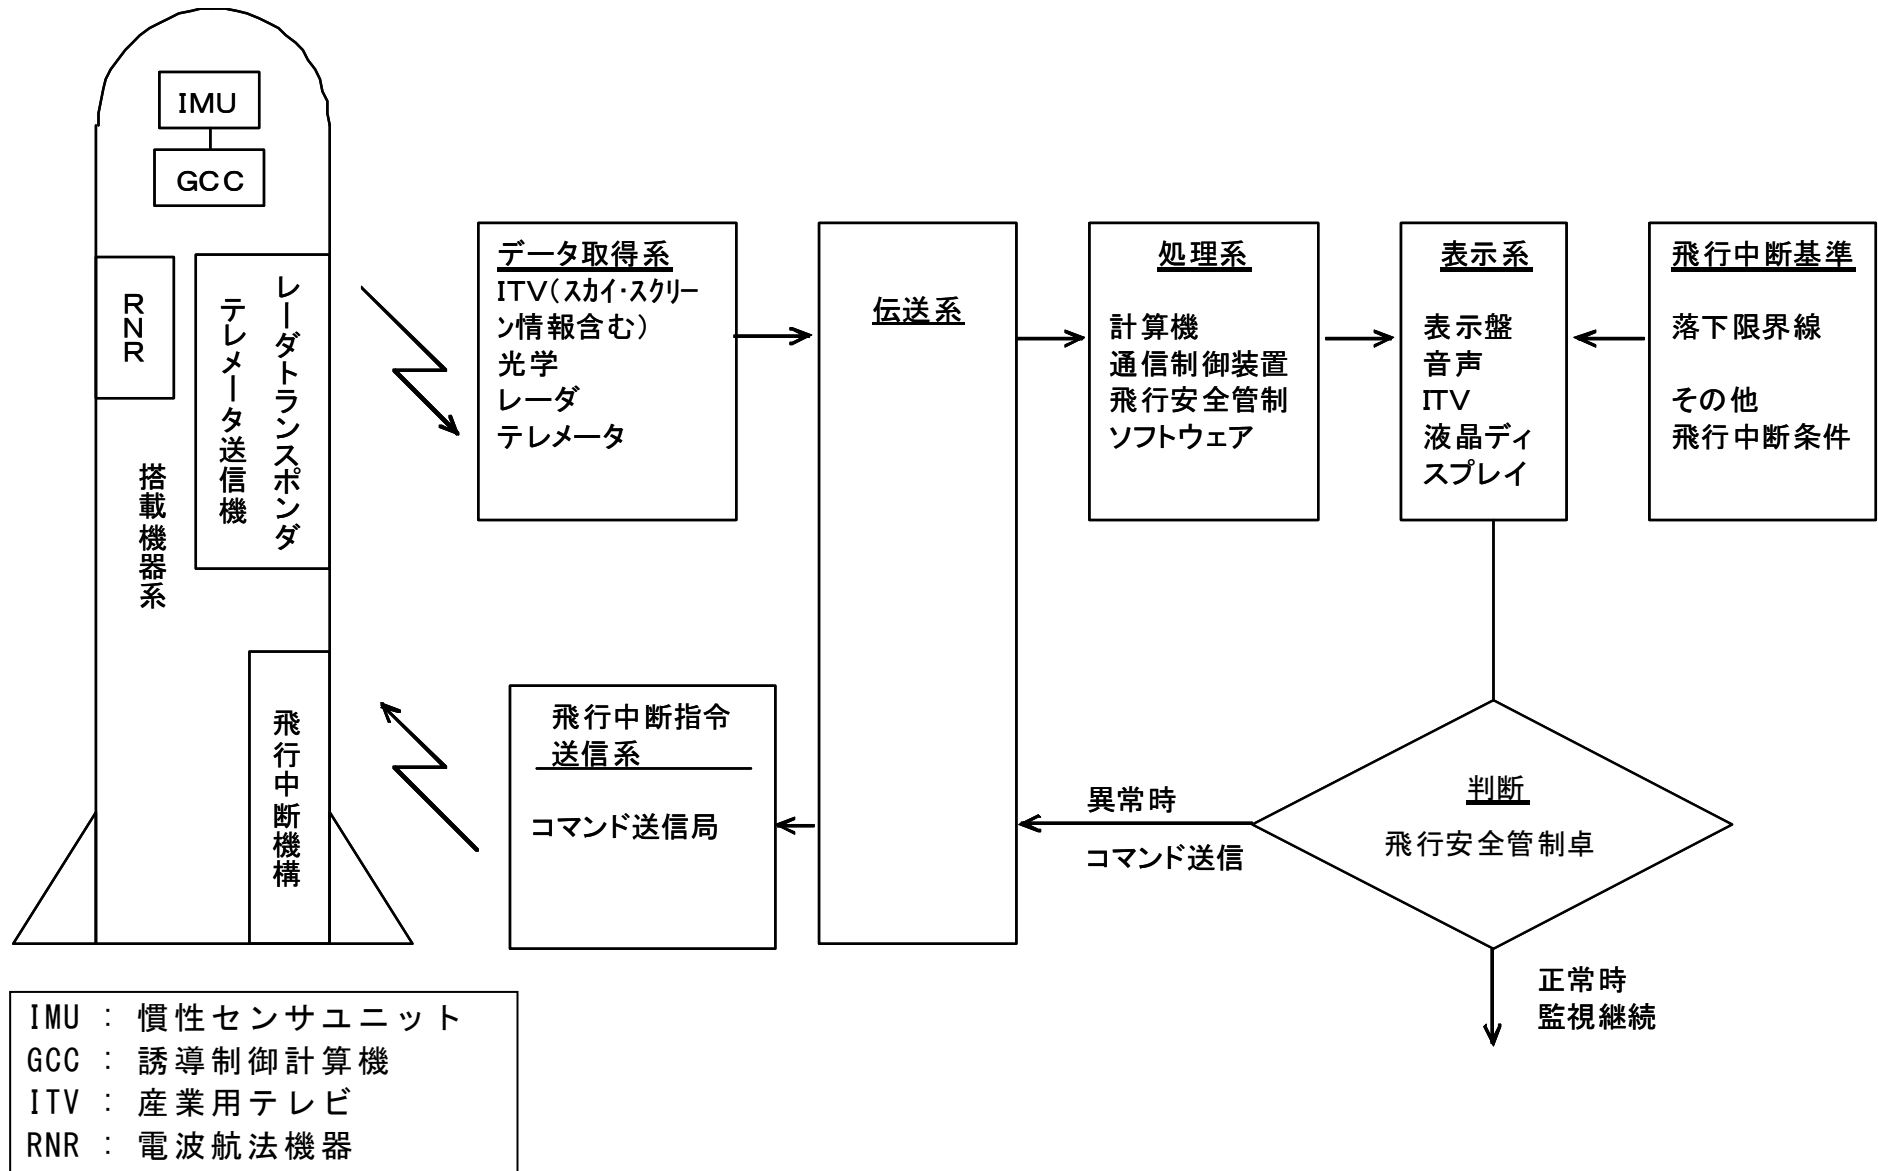 IMU
GCC
RNR
レーダトランスポンダ
テレメータ送信機
搭載機器系
飛行中断機構
データ取得系
ITV(スカイ・スクリー
ン情報含む)
光学
レーダ
テレメータ
伝送系
処理系
計算機
通信制御装置
飛行安全管制
ソフトウェア
表示系
表示盤
音声
ITV
液晶ディ
スプレイ
飛行中断基準
落下限界線
その他
飛行中断条件
飛行中断指令
送信系
コマンド送信局
異常時
コマンド送信
判断
飛行安全管制卓
正常時
監視継続
IMU : 慣性センサユニット
GCC : 誘導制御計算機
ITV : 産業用テレビ
RNR : 電波航法機器